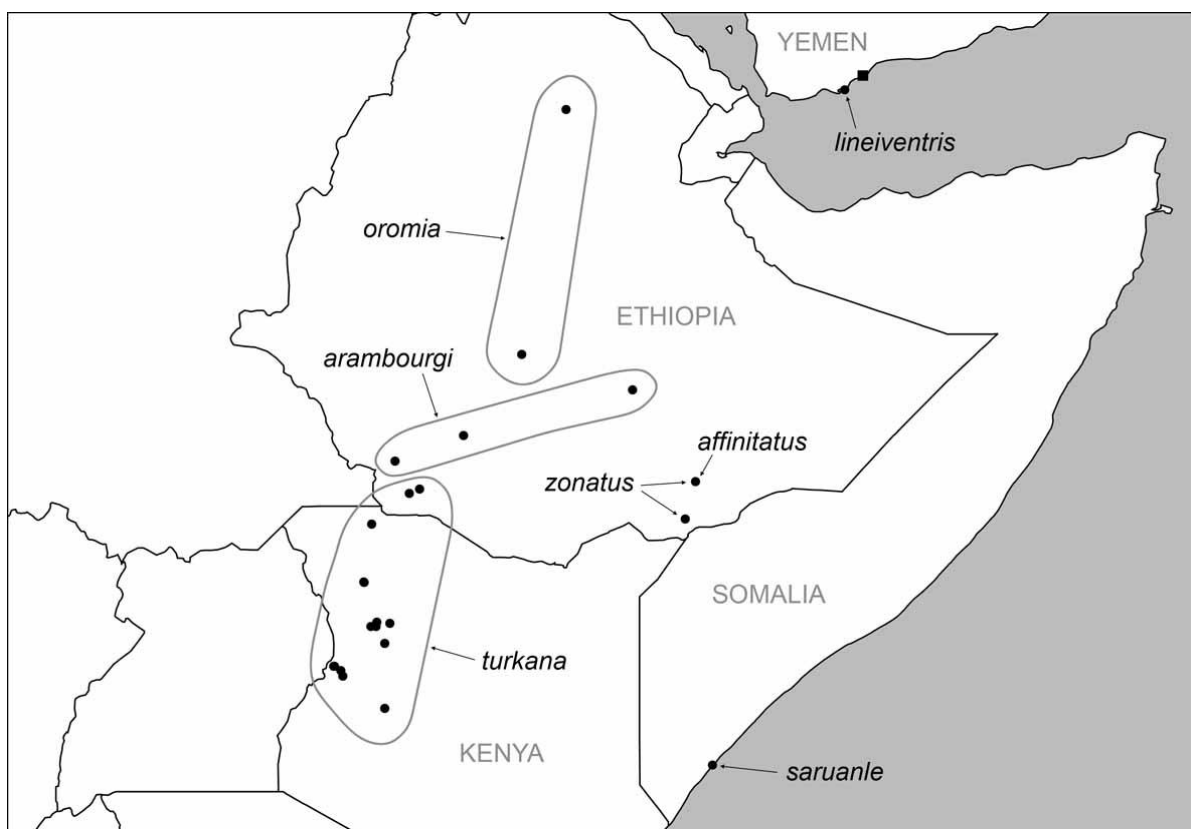 YEMEN
lineiventris
oromia
ETHIOPIA
arambourgi
affinitatus
zonatus
SOMALIA
turkana
KENYA
saruanle